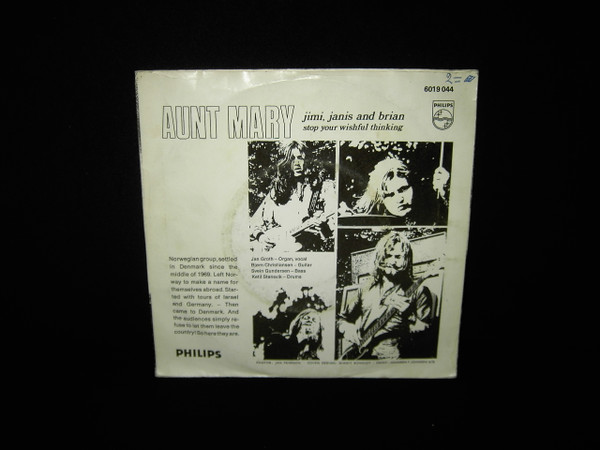 2=
6019 044
AUNT MARY
jimi, janis and brian
stop your wishful thinking
PHILIPS
Jan Groth – Organ, vocal
Bjørn Christiansen – Guitar
Svein Gundersen – Bass
Ketil Stensvik – Drums
Norwegian group, settled
in Denmark since the
middle of 1969. Left Nor-
way to make a name for
themselves abroad. Star-
ted with tours of Israel
and Germany. – Then
came to Denmark. And
the audiences simply re-
fuse to let them leave the
country! So here they are.
PHILIPS